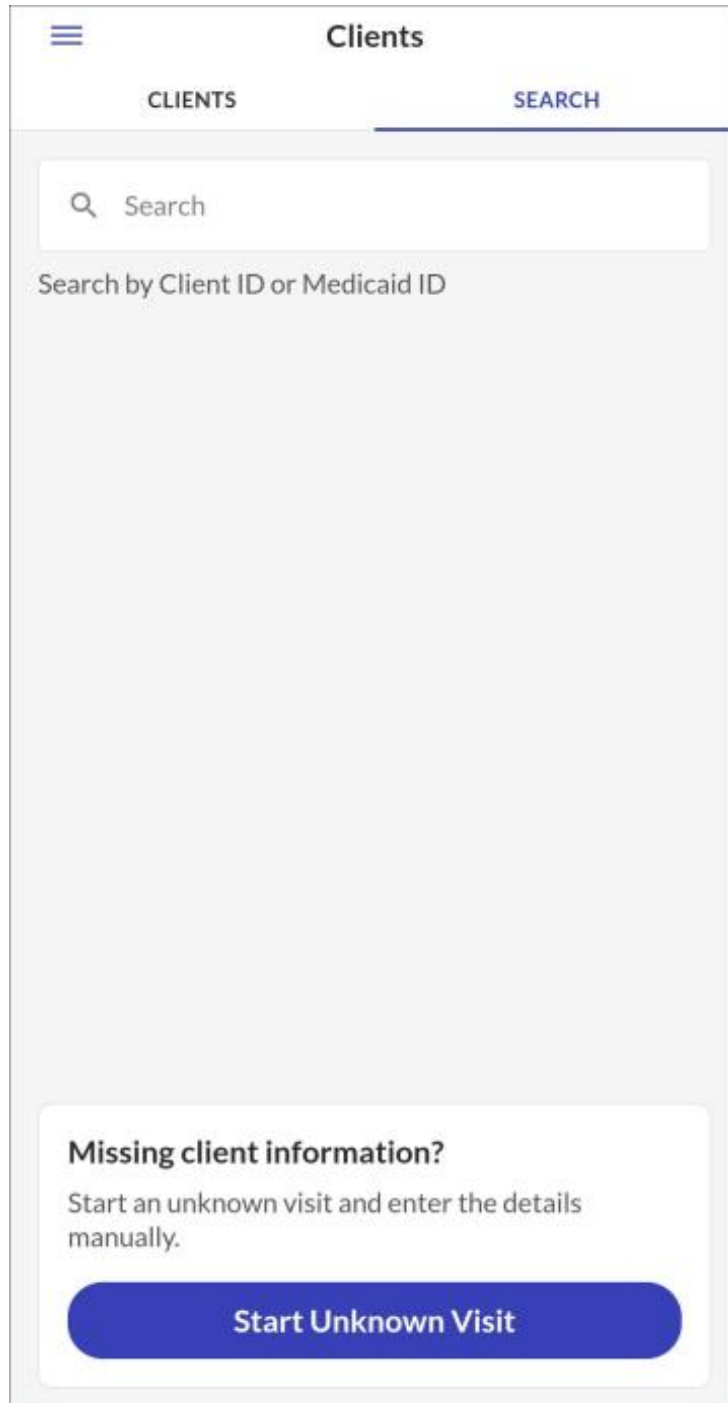 Clients
CLIENTS
SEARCH
Search
Search by Client ID or Medicaid ID
Missing client information?
Start an unknown visit and enter the details
manually.
Start Unknown Visit